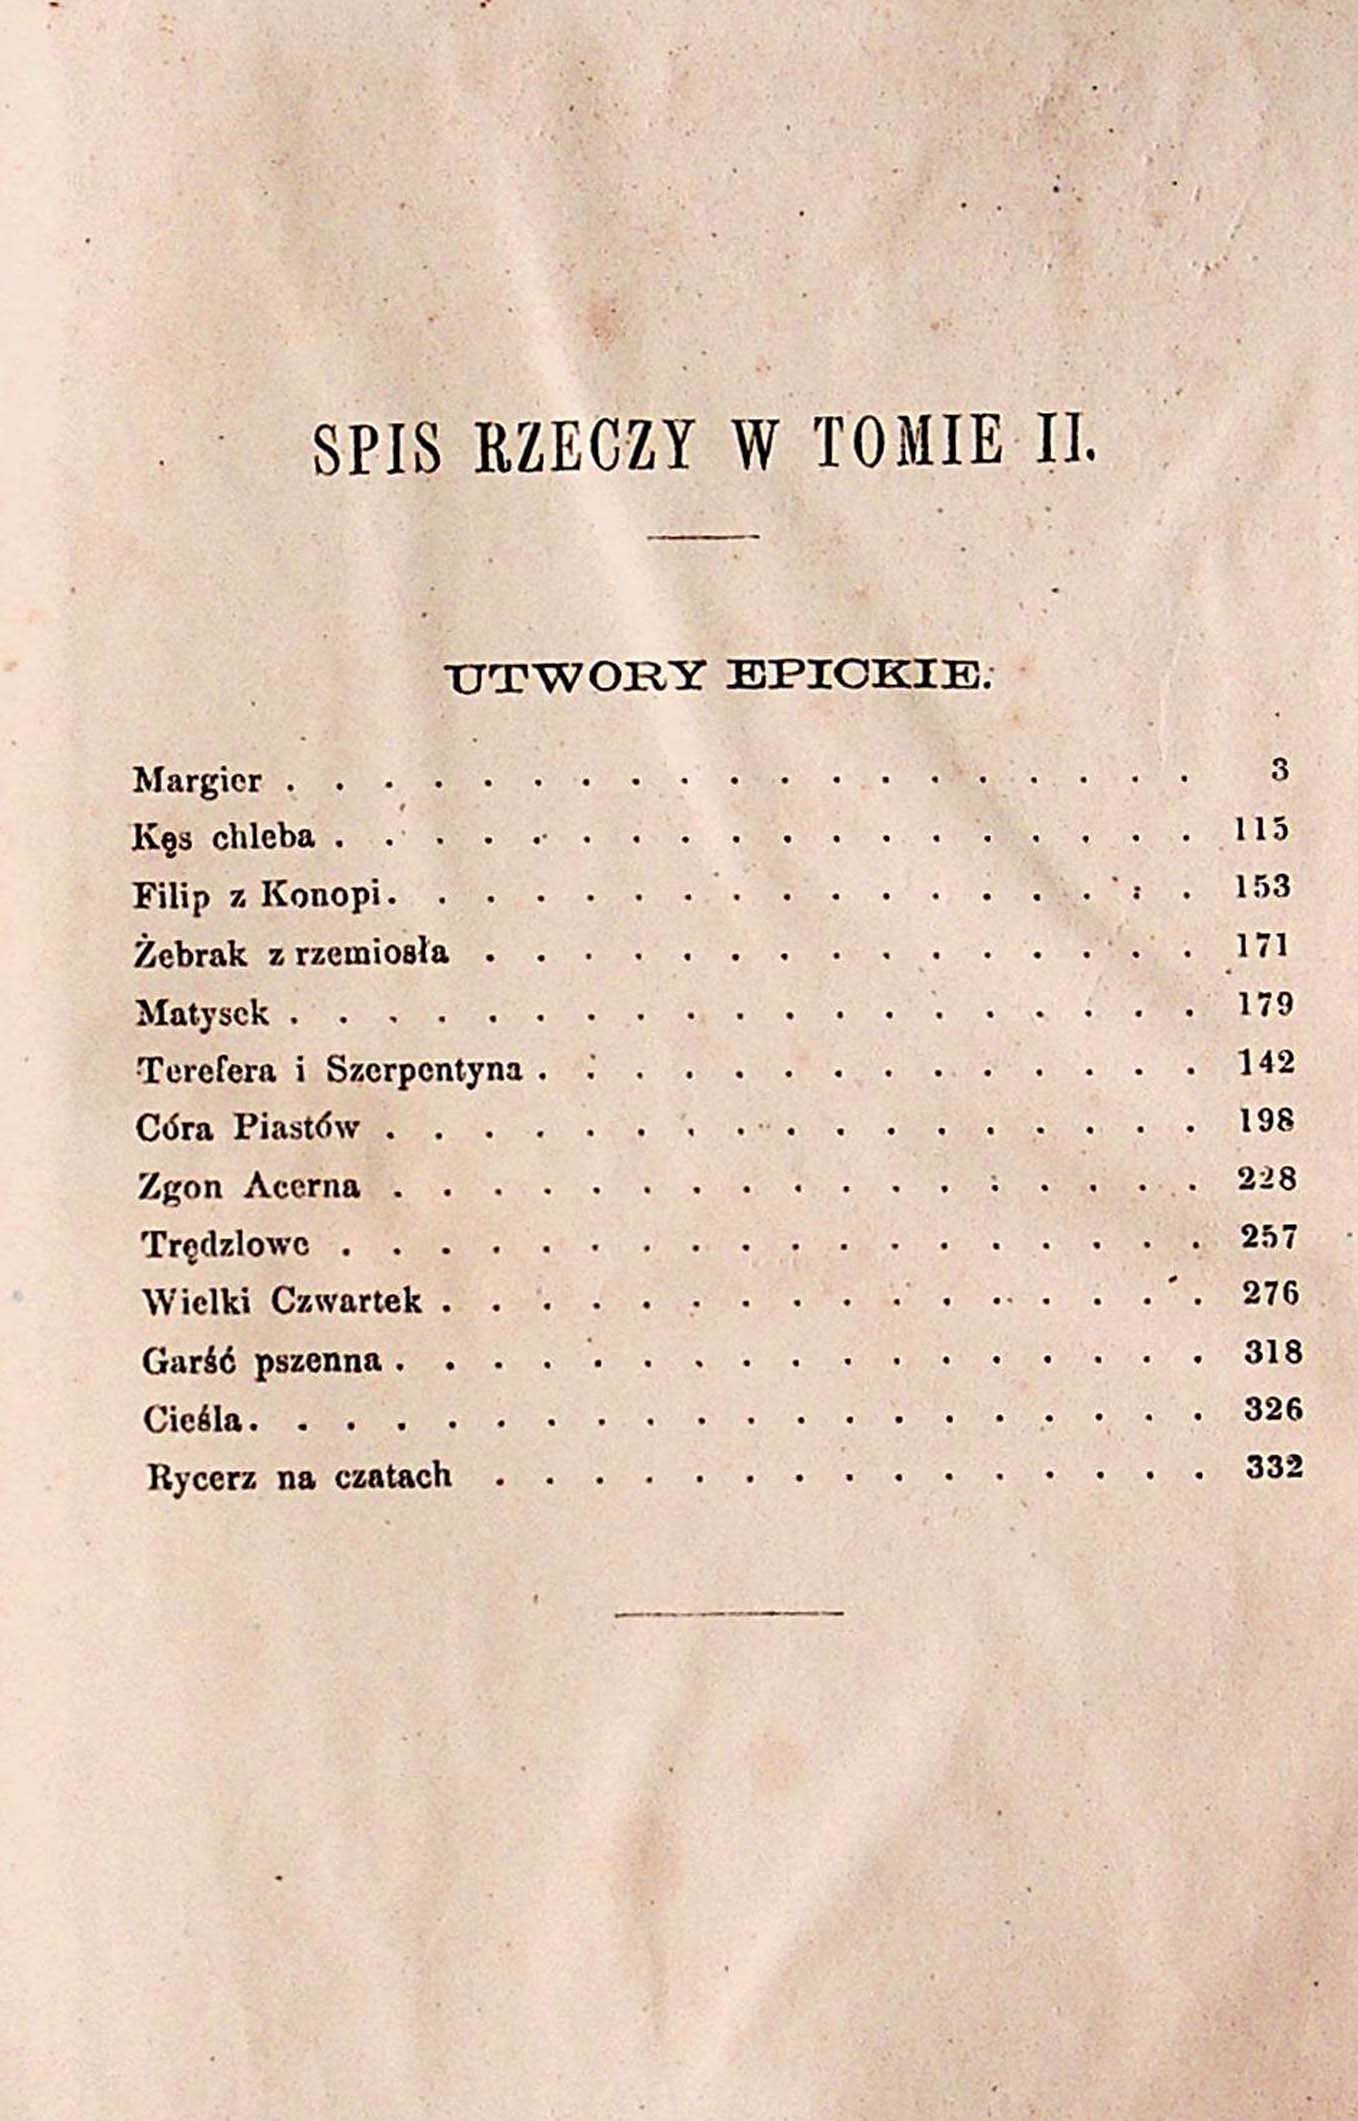 SPIS RZECZY W TOMIE II.
UTWORY EPICKIE.
Margier . . . . . . . . . . . . . . . . . . . 3
Kęs chleba . . . . . . . . . . . . . . . . . . 115
Filip z Konopi. . . . . . . . . . . . . . . . . 153
Żebrak z rzemiosła . . . . . . . . . . . . . . . 171
Matysek . . . . . . . . . . . . . . . . . . . 179
Terefera i Szerpentyna . . . . . . . . . . . . . . 142
Córa Piastów . . . . . . . . . . . . . . . . . 198
Zgon Acerna . . . . . . . . . . . . . . . . . 228
Trędzlowe . . . . . . . . . . . . . . . . . . 257
Wielki Czwartek . . . . . . . . . . . . . . . . 276
Garść pszenna . . . . . . . . . . . . . . . . . 318
Cieśla. . . . . . . . . . . . . . . . . . . . 326
Rycerz na czatach . . . . . . . . . . . . . . . 332